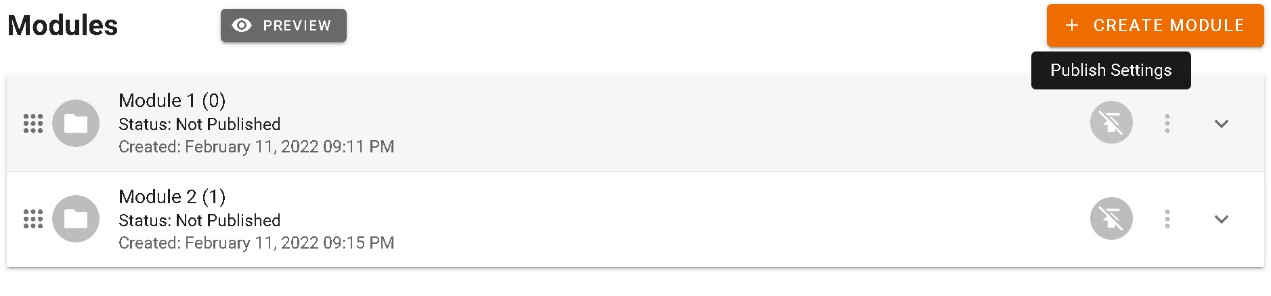 Modules
PREVIEW
+ CREATE MODULE
Publish Settings
Module 1 (0)
Status: Not Published
Created: February 11, 2022 09:11 PM
Module 2 (1)
Status: Not Published
Created: February 11, 2022 09:15 PM